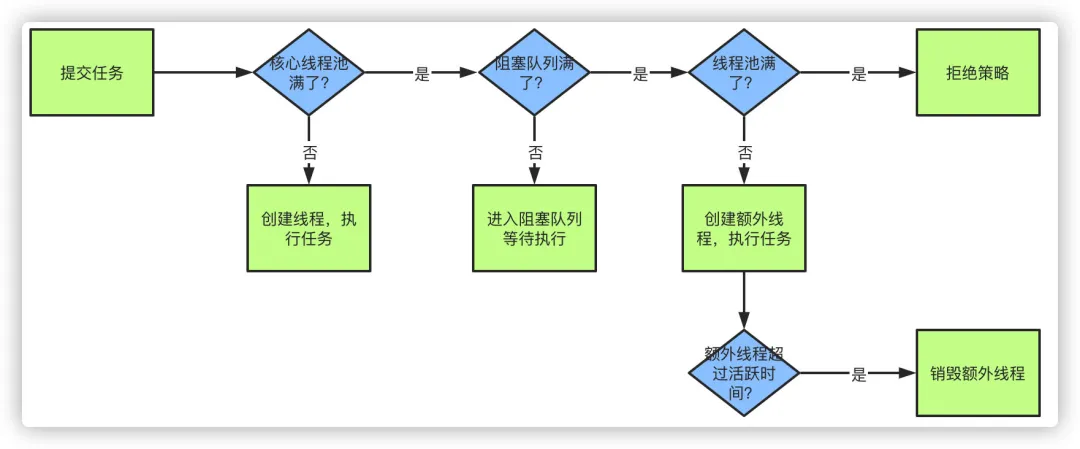 提交任务
核心线程池
满了?
是
阻塞队列满
了?
是
线程池满
了?
是
拒绝策略
否
否
否
创建线程，执
行任务
进入阻塞队列
等待执行
创建额外线
程，执行任务
额外线程超
过活跃时
间?
是
销毁额外线程